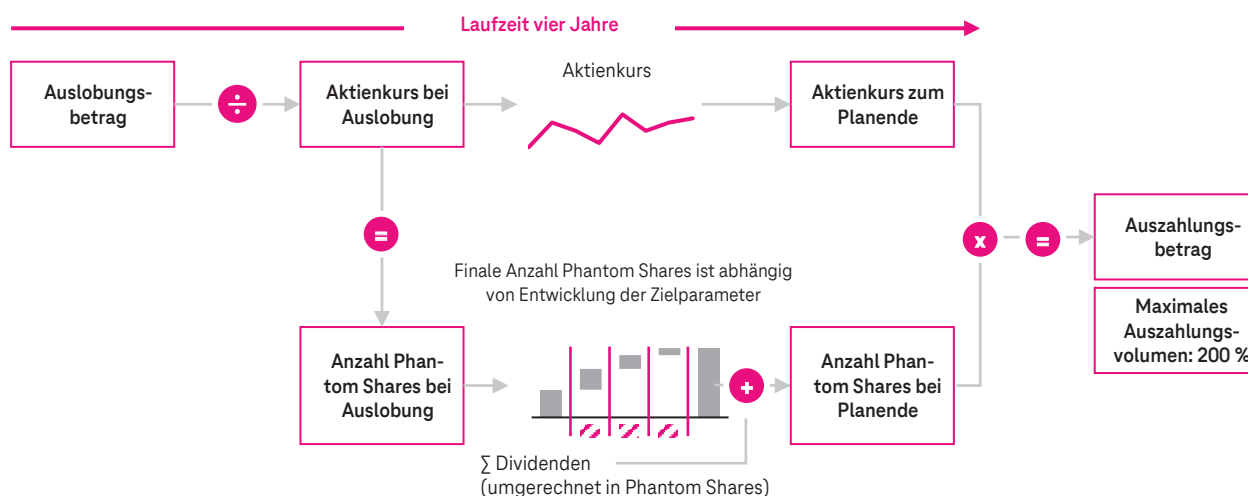 Laufzeit vier Jahre
Auslobungs-
betrag
÷
Aktienkurs bei
Auslobung
Aktienkurs
Aktienkurs zum
Planende
=
x
=
Auszahlungs-
betrag
Maximales
Auszahlungs-
volumen: 200 %
Finale Anzahl Phantom Shares ist abhängig
von Entwicklung der Zielparameter
Anzahl Phan-
tom Shares bei
Auslobung
+
Anzahl Phan-
tom Shares bei
Planende
∑ Dividenden
(umgerechnet in Phantom Shares)